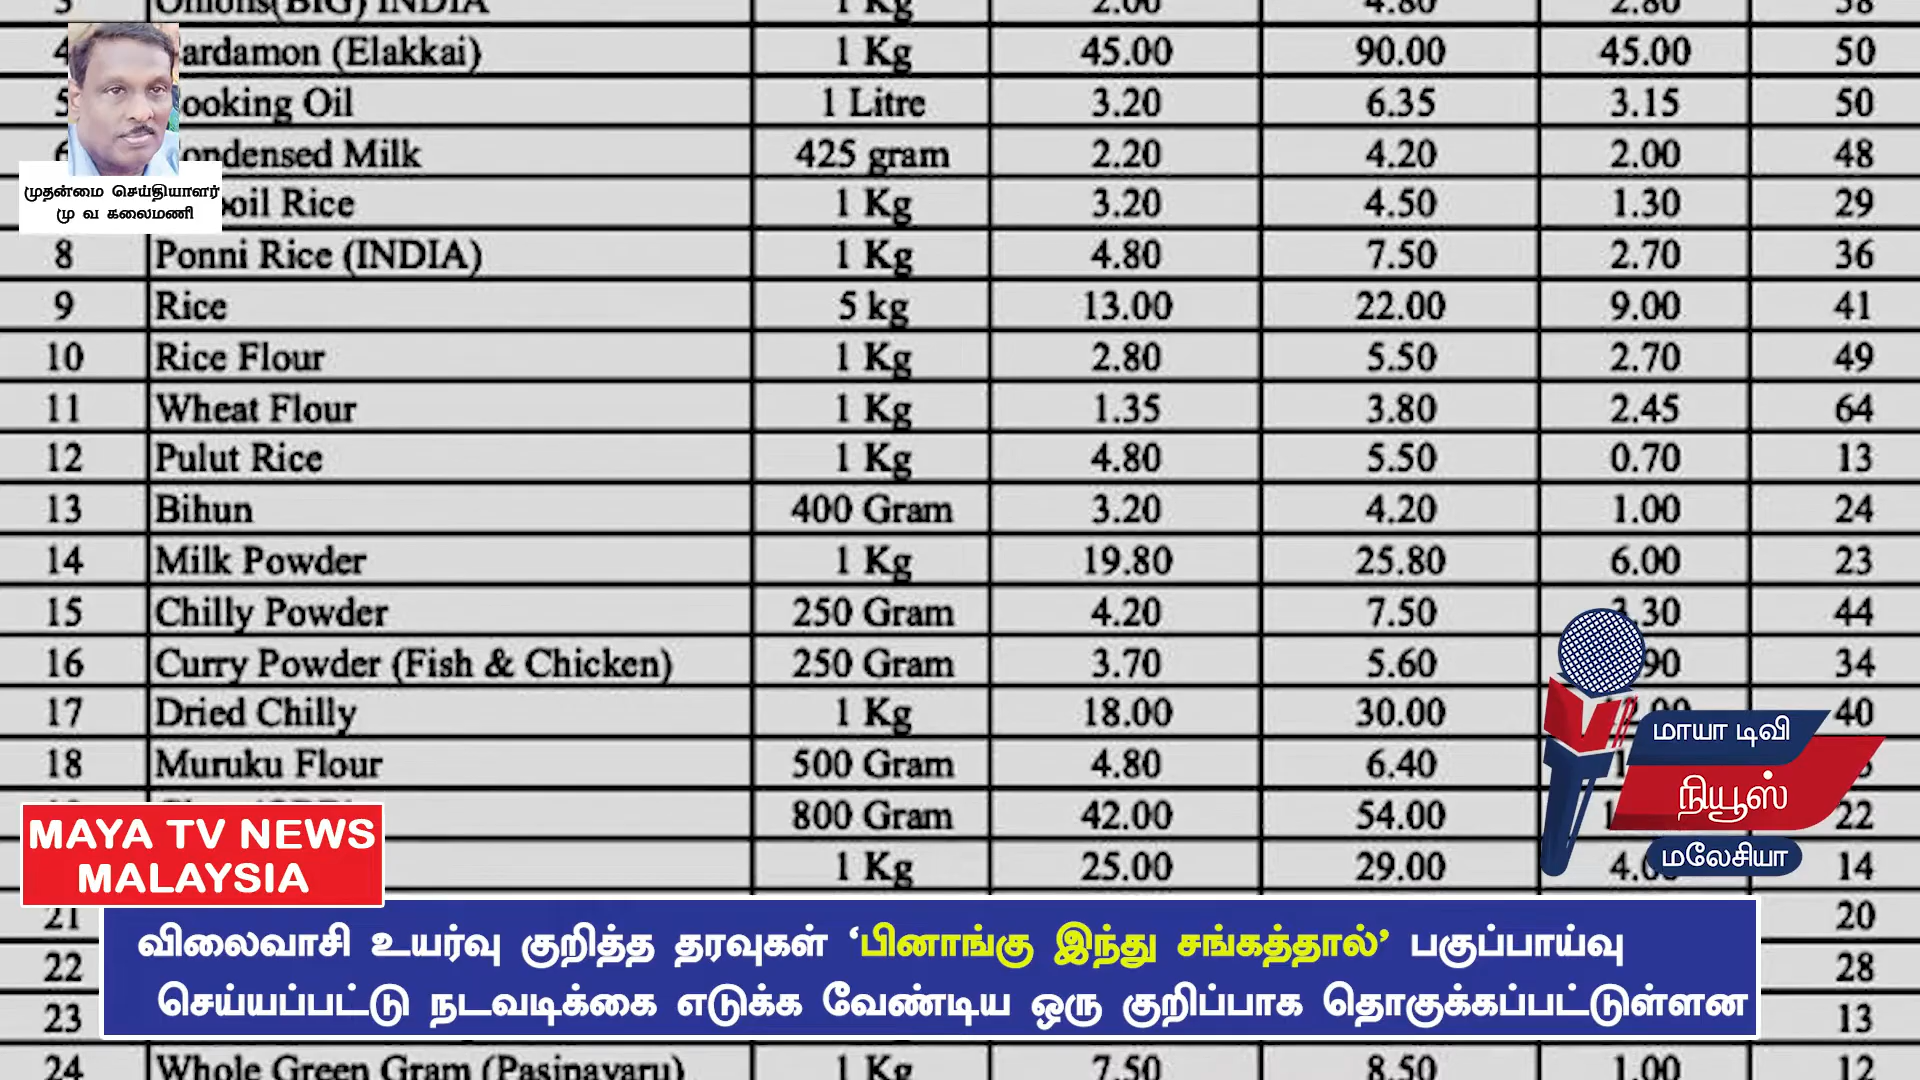 3 Onions(BIG) INDIA 1 Kg 2.00 4.80 2.80 58
4 ardamon (Elakkai) 1 Kg 45.00 90.00 45.00 50
5 ooking Oil 1 Litre 3.20 6.35 3.15 50
6 ondensed Milk 425 gram 2.20 4.20 2.00 48
oil Rice 1 Kg 3.20 4.50 1.30 29
முதன்மை செய்தியாளர்
மு வ கலைமணி
8 Ponni Rice (INDIA) 1 Kg 4.80 7.50 2.70 36
9 Rice 5 kg 13.00 22.00 9.00 41
10 Rice Flour 1 Kg 2.80 5.50 2.70 49
11 Wheat Flour 1 Kg 1.35 3.80 2.45 64
12 Pulut Rice 1 Kg 4.80 5.50 0.70 13
13 Bihun 400 Gram 3.20 4.20 1.00 24
14 Milk Powder 1 Kg 19.80 25.80 6.00 23
15 Chilly Powder 250 Gram 4.20 7.50 .30 44
16 Curry Powder (Fish & Chicken) 250 Gram 3.70 5.60 90 34
17 Dried Chilly 1 Kg 18.00 30.00 40
18 Muruku Flour 500 Gram 4.80 6.40
800 Gram 42.00 54.00 22
1 Kg 25.00 29.00 4.0 14
மாயா டிவி
நியூஸ்
மலேசியா
MAYA TV NEWS
MALAYSIA
21 20
22 28
23 13
விலைவாசி உயர்வு குறித்த தரவுகள் ‘பினாங்கு இந்து சங்கத்தால்’ பகுப்பாய்வு
செய்யப்பட்டு நடவடிக்கை எடுக்க வேண்டிய ஒரு குறிப்பாக தொகுக்கப்பட்டுள்ளன
24 Whole Green Gram (Pasipayaru) 1 Kg 7.50 8.50 1.00 12